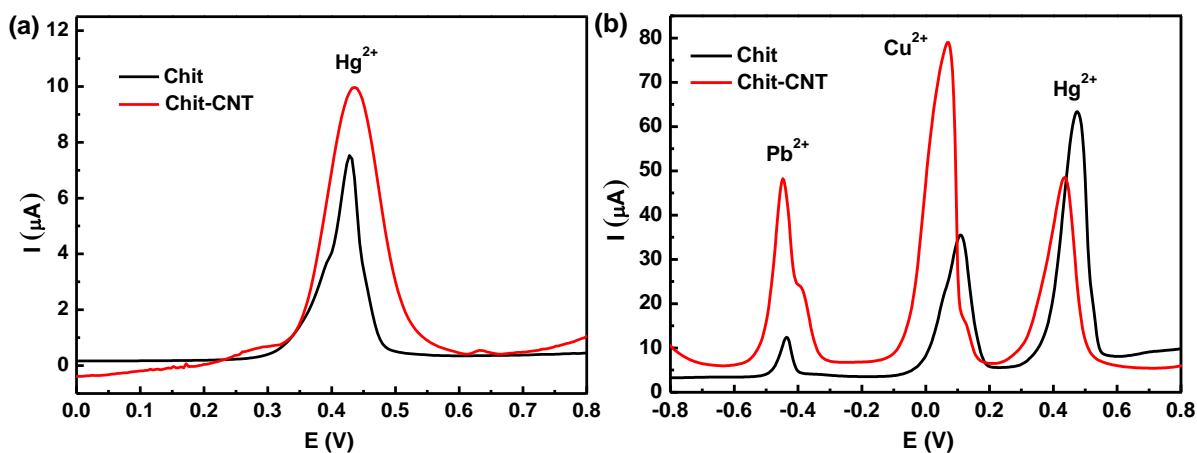 (a)
12
10
8
6
4
2
0
I (μA)
Chit
Chit-CNT
Hg²⁺
0.0 0.1 0.2 0.3 0.4 0.5 0.6 0.7 0.8
E (V)
(b)
80
70
60
50
40
30
20
10
0
I (μA)
Chit
Chit-CNT
Pb²⁺
Cu²⁺
Hg²⁺
-0.8 -0.6 -0.4 -0.2 0.0 0.2 0.4 0.6 0.8
E (V)